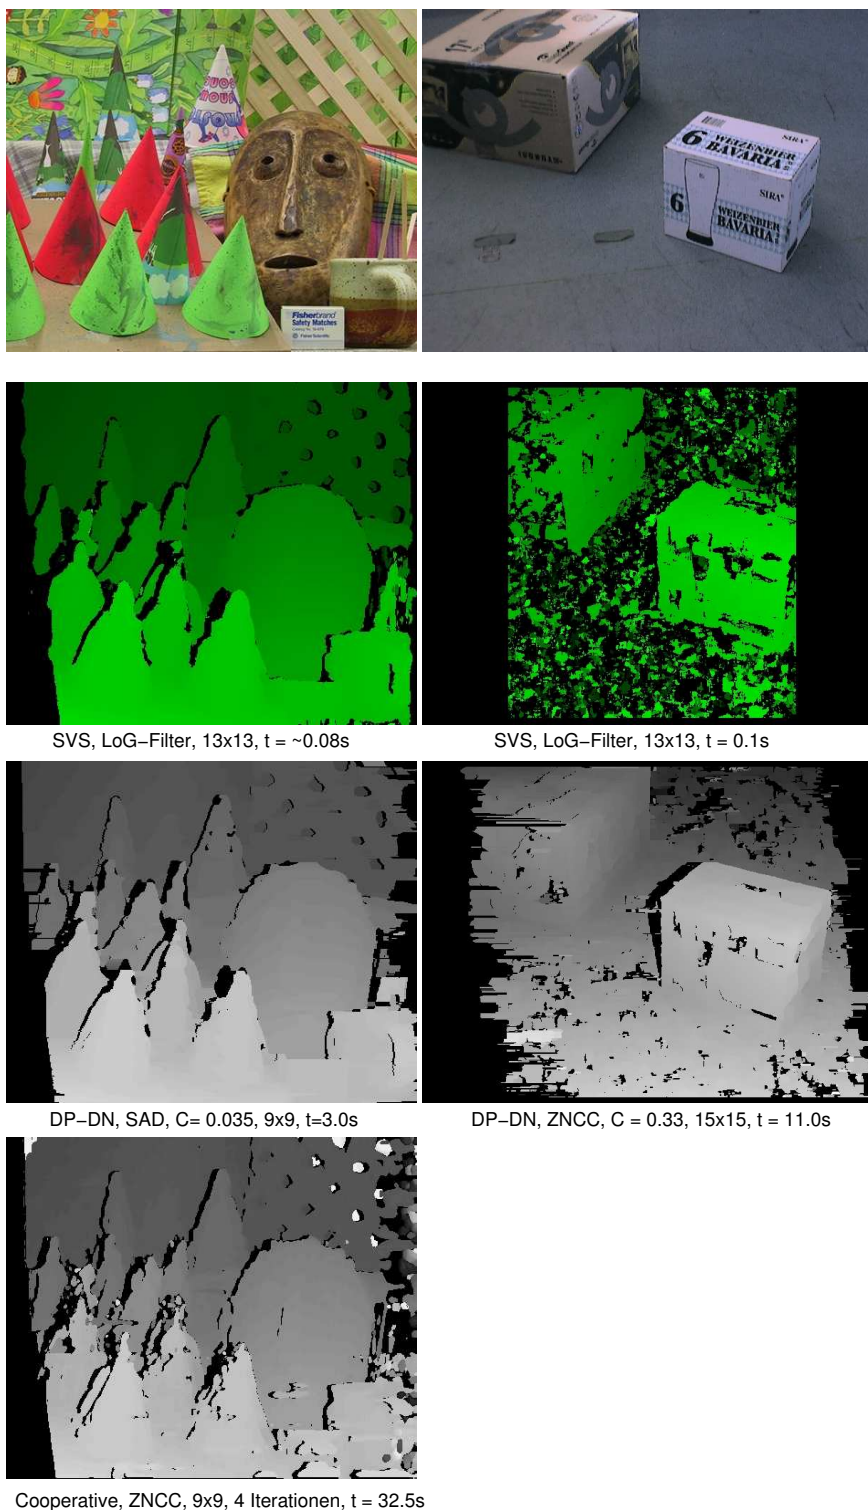 Fisherbrand
Safety Matches
6 WEIZENBIER
BAVARIA
SIRA
SIRA
6
WEIZENBIER
BAVARIA
SVS, LoG−Filter, 13x13, t = ~0.08s
SVS, LoG−Filter, 13x13, t = 0.1s
DP−DN, SAD, C= 0.035, 9x9, t=3.0s
DP−DN, ZNCC, C = 0.33, 15x15, t = 11.0s
Cooperative, ZNCC, 9x9, 4 Iterationen, t = 32.5s